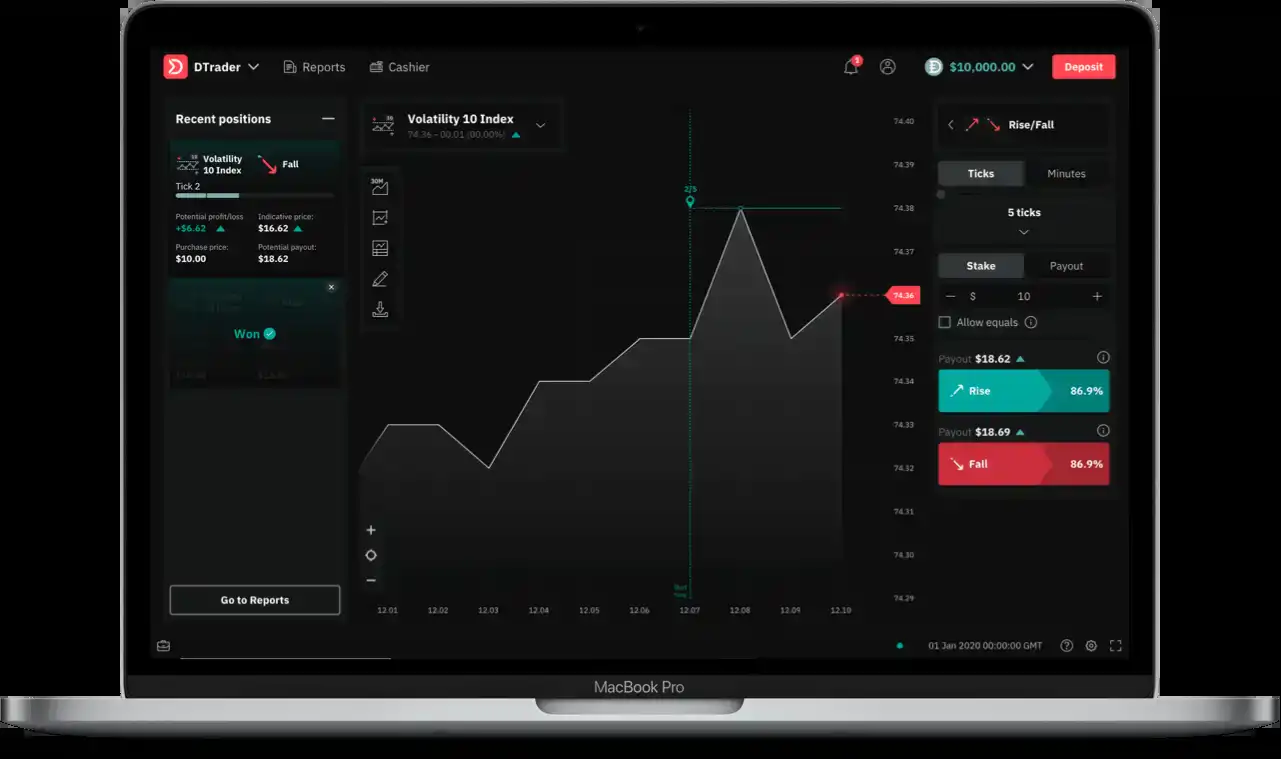 DTrader
Reports
Cashier
1
$10,000.00
Deposit
Recent positions
Volatility
10 Index
Fall
Tick 2
Potential profit/loss
Indicative price:
+$6.62
$16.62
Purchase price:
Potential payout:
$10.00
$18.62
Won
Go to Reports
10
Volatility 10 Index
74.36 - 00.01 (00.00%)
30M
2/5
74.40
74.39
74.38
74.37
74.36
74.35
74.34
74.33
74.32
74.31
74.30
74.29
12.01
12.02
12.03
12.04
12.05
12.06
12.07
12.08
12.09
12.10
Rise/Fall
Ticks
Minutes
5 ticks
Stake
Payout
$
10
Allow equals
Payout $18.62
Rise
86.9%
Payout $18.69
Fall
86.9%
01 Jan 2020 00:00:00 GMT
MacBook Pro